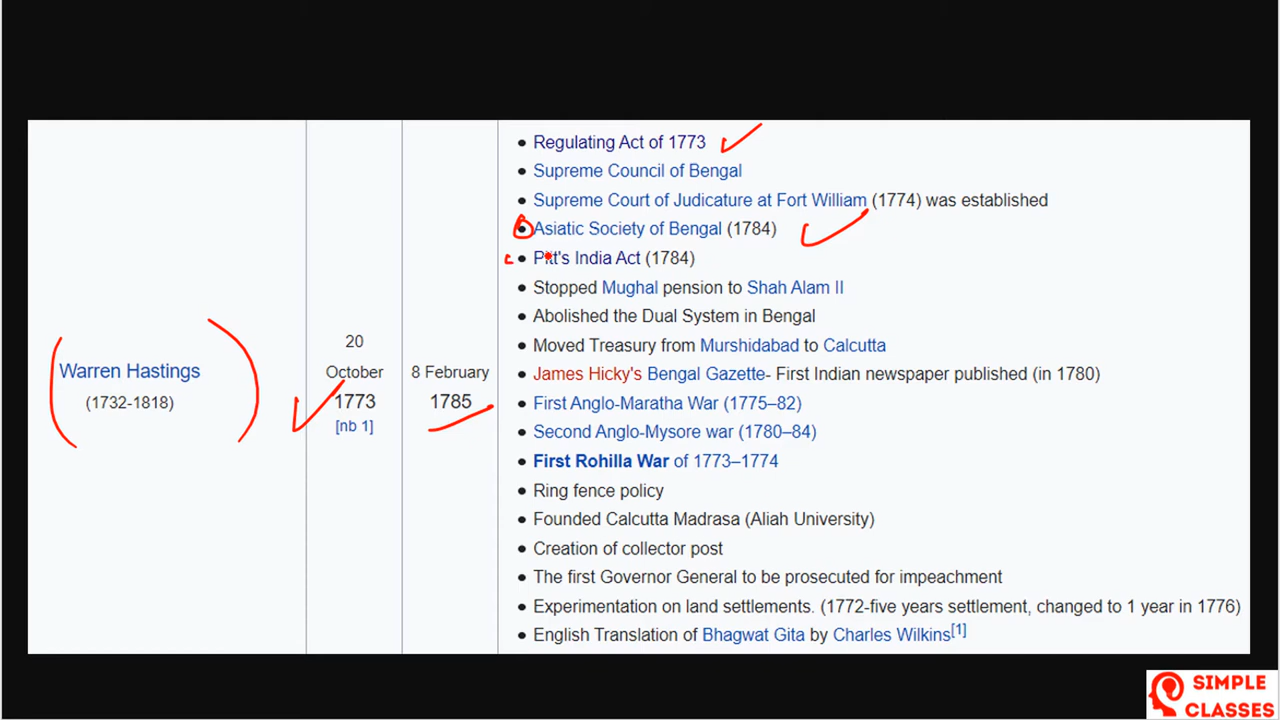 Regulating Act of 1773
Supreme Council of Bengal
Supreme Court of Judicature at Fort William (1774) was established
Asiatic Society of Bengal (1784)
Pitt's India Act (1784)
Stopped Mughal pension to Shah Alam II
Abolished the Dual System in Bengal
Moved Treasury from Murshidabad to Calcutta
James Hicky's Bengal Gazette- First Indian newspaper published (in 1780)
First Anglo-Maratha War (1775–82)
Second Anglo-Mysore war (1780–84)
First Rohilla War of 1773–1774
Ring fence policy
Founded Calcutta Madrasa (Aliah University)
Creation of collector post
The first Governor General to be prosecuted for impeachment
Experimentation on land settlements. (1772-five years settlement, changed to 1 year in 1776)
English Translation of Bhagwat Gita by Charles Wilkins[1]
Warren Hastings
(1732-1818)
20
October
1773
[nb 1]
8 February
1785
SIMPLE
CLASSES